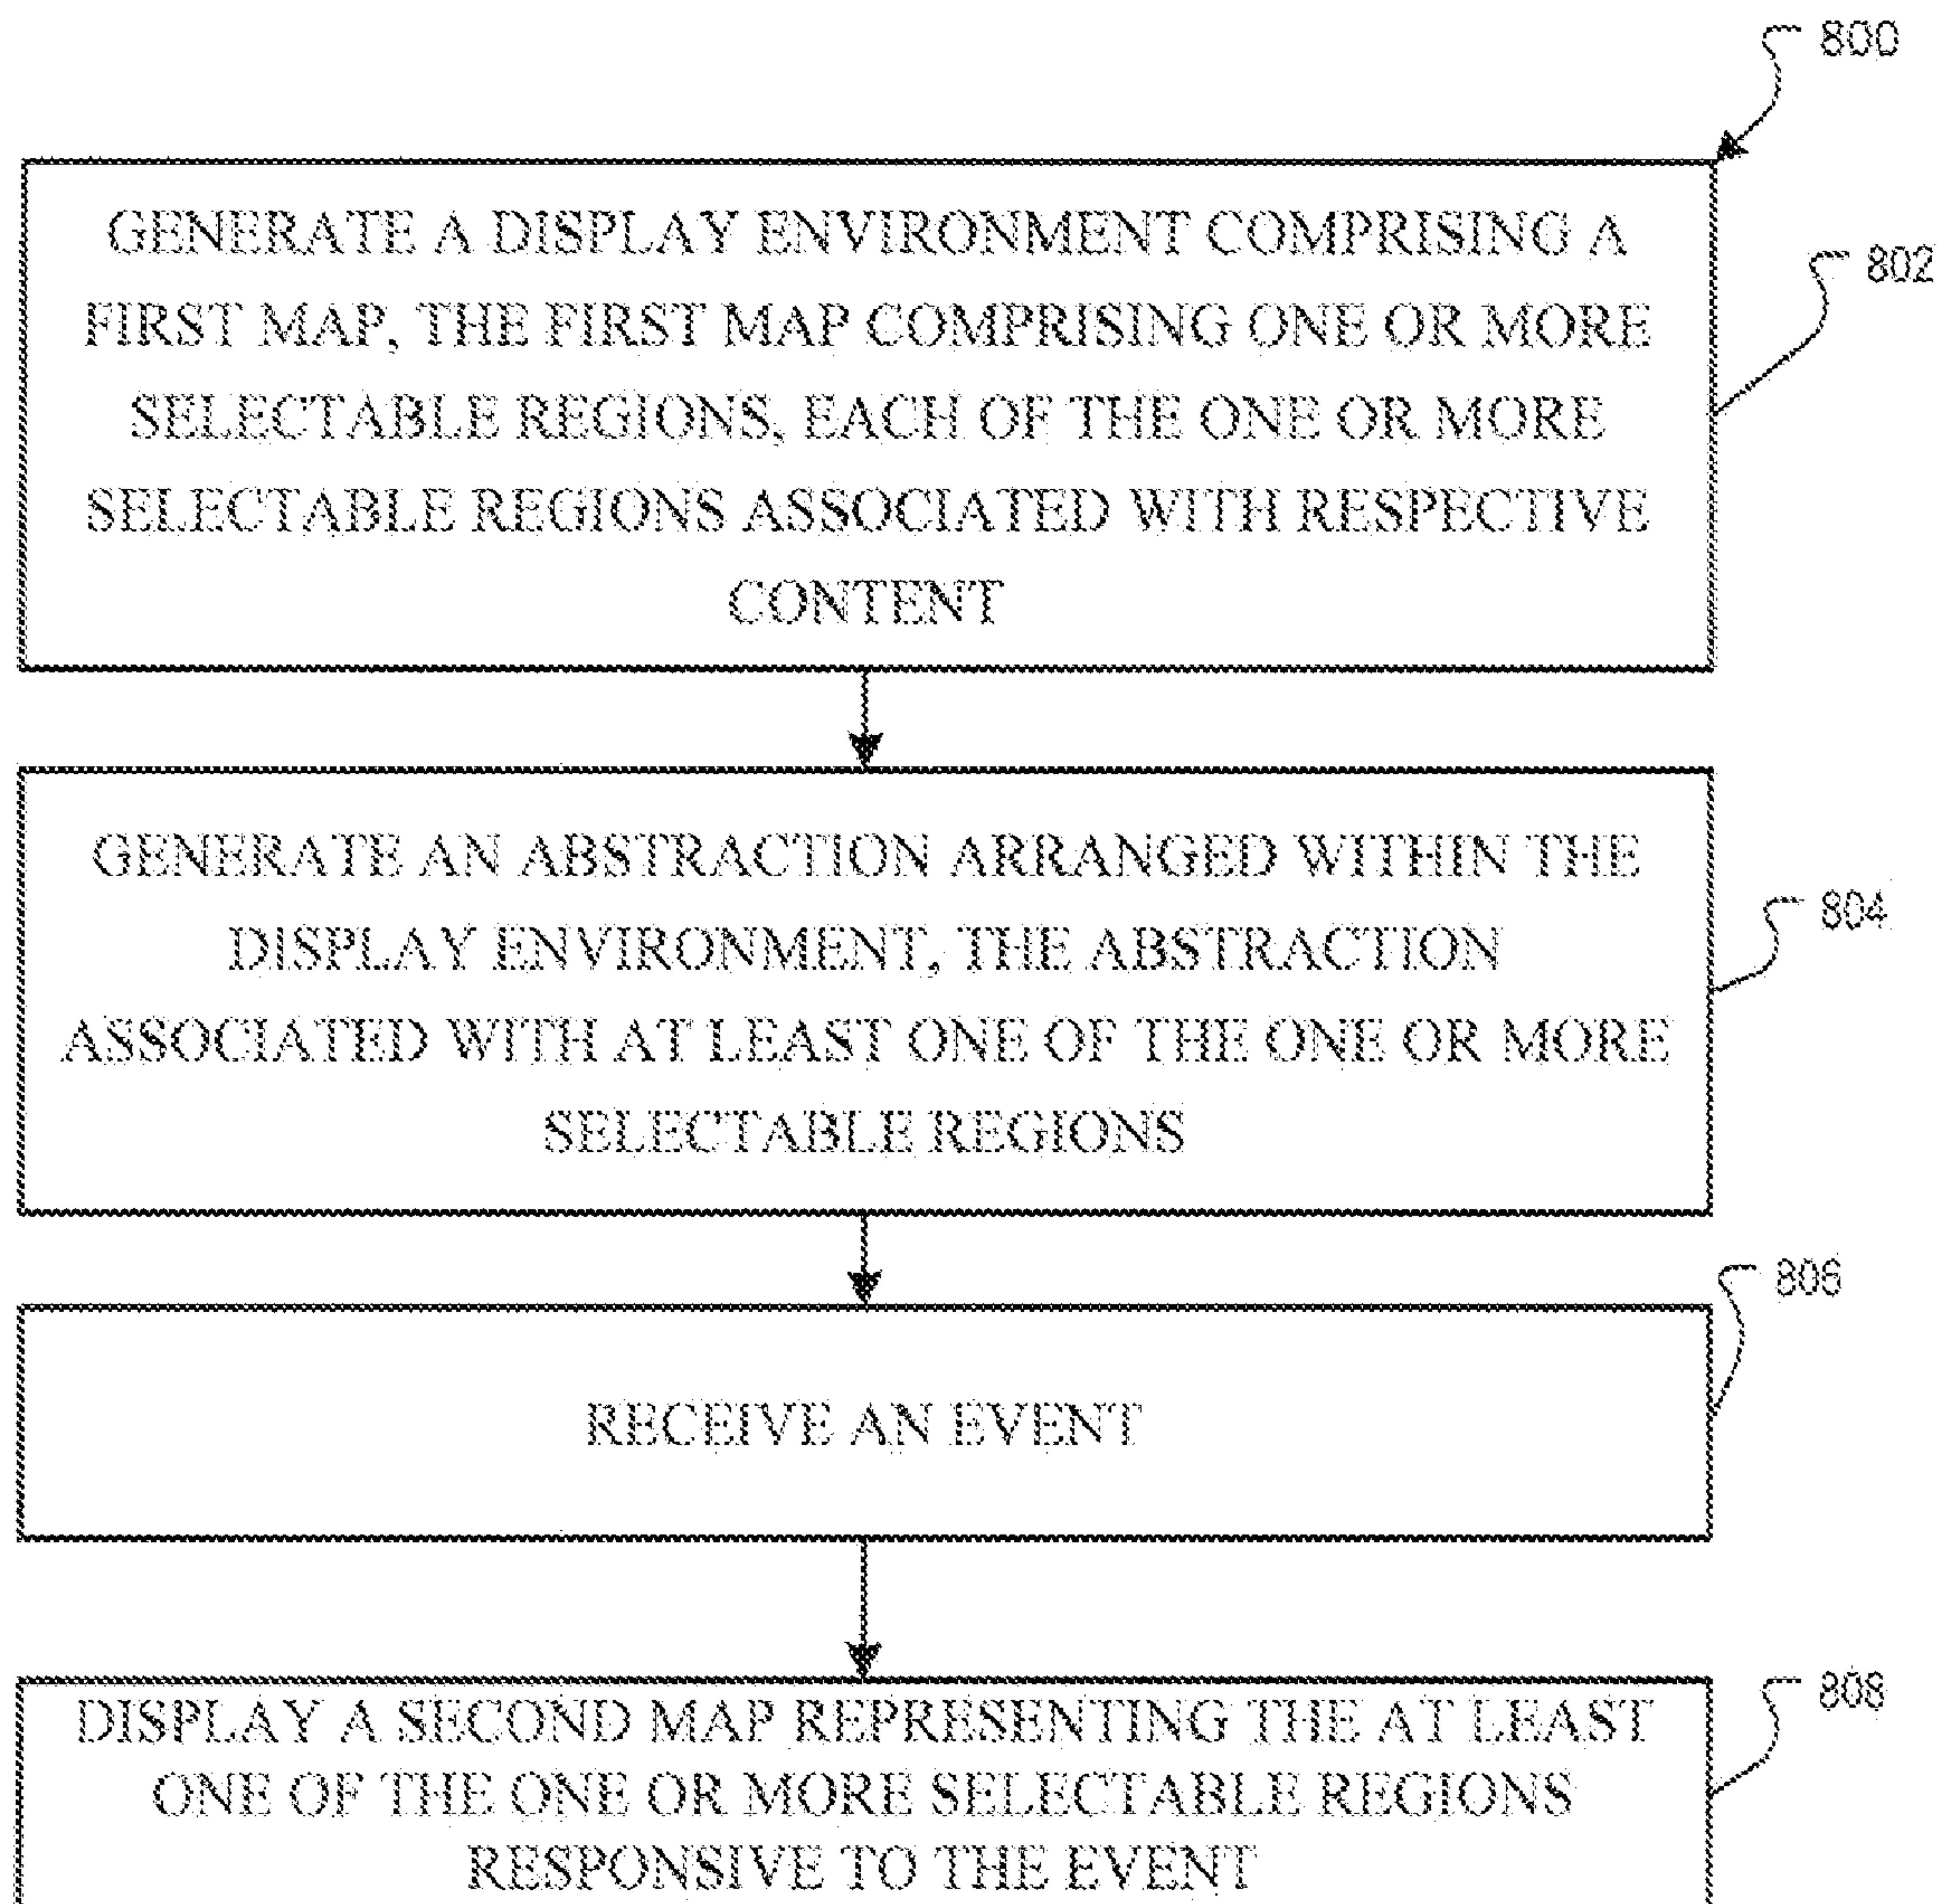 800
GENERATE A DISPLAY ENVIRONMENT COMPRISING A
802
FIRST MAP, THE FIRST MAP COMPRISING ONE OR MORE
SELECTABLE REGIONS, EACH OF THE ONE OR MORE
SELECTABLE REGIONS ASSOCIATED WITH RESPECTIVE
CONTENT
GENERATE AN ABSTRACTION ARRANGED WITHIN THE
804
DISPLAY ENVIRONMENT, THE ABSTRACTION
ASSOCIATED WITH AT LEAST ONE OF THE ONE OR MORE
SELECTABLE REGIONS
806
RECEIVE AN EVENT
808
DISPLAY A SECOND MAP REPRESENTING THE AT LEAST
ONE OF THE ONE OR MORE SELECTABLE REGIONS
RESPONSIVE TO THE EVENT